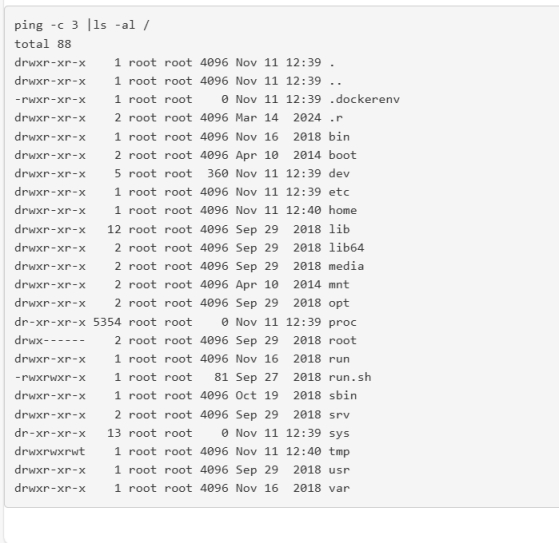 ping -c 3 |ls -al /
total 88
drwxr-xr-x    1 root root 4096 Nov 11 12:39 .
drwxr-xr-x    1 root root 4096 Nov 11 12:39 ..
-rwxr-xr-x    1 root root    0 Nov 11 12:39 .dockerenv
drwxr-xr-x    2 root root 4096 Mar 14  2024 .r
drwxr-xr-x    1 root root 4096 Nov 16  2018 bin
drwxr-xr-x    2 root root 4096 Apr 10  2014 boot
drwxr-xr-x    5 root root  360 Nov 11 12:39 dev
drwxr-xr-x    1 root root 4096 Nov 11 12:39 etc
drwxr-xr-x    1 root root 4096 Nov 11 12:40 home
drwxr-xr-x   12 root root 4096 Sep 29  2018 lib
drwxr-xr-x    2 root root 4096 Sep 29  2018 lib64
drwxr-xr-x    2 root root 4096 Sep 29  2018 media
drwxr-xr-x    2 root root 4096 Apr 10  2014 mnt
drwxr-xr-x    2 root root 4096 Sep 29  2018 opt
dr-xr-xr-x 5354 root root    0 Nov 11 12:39 proc
drwx------    2 root root 4096 Sep 29  2018 root
drwxr-xr-x    1 root root 4096 Nov 16  2018 run
-rwxrwxr-x    1 root root   81 Sep 27  2018 run.sh
drwxr-xr-x    1 root root 4096 Oct 19  2018 sbin
drwxr-xr-x    2 root root 4096 Sep 29  2018 srv
dr-xr-xr-x   13 root root    0 Nov 11 12:39 sys
drwxrwxrwt    1 root root 4096 Nov 11 12:40 tmp
drwxr-xr-x    1 root root 4096 Sep 29  2018 usr
drwxr-xr-x    1 root root 4096 Nov 16  2018 var